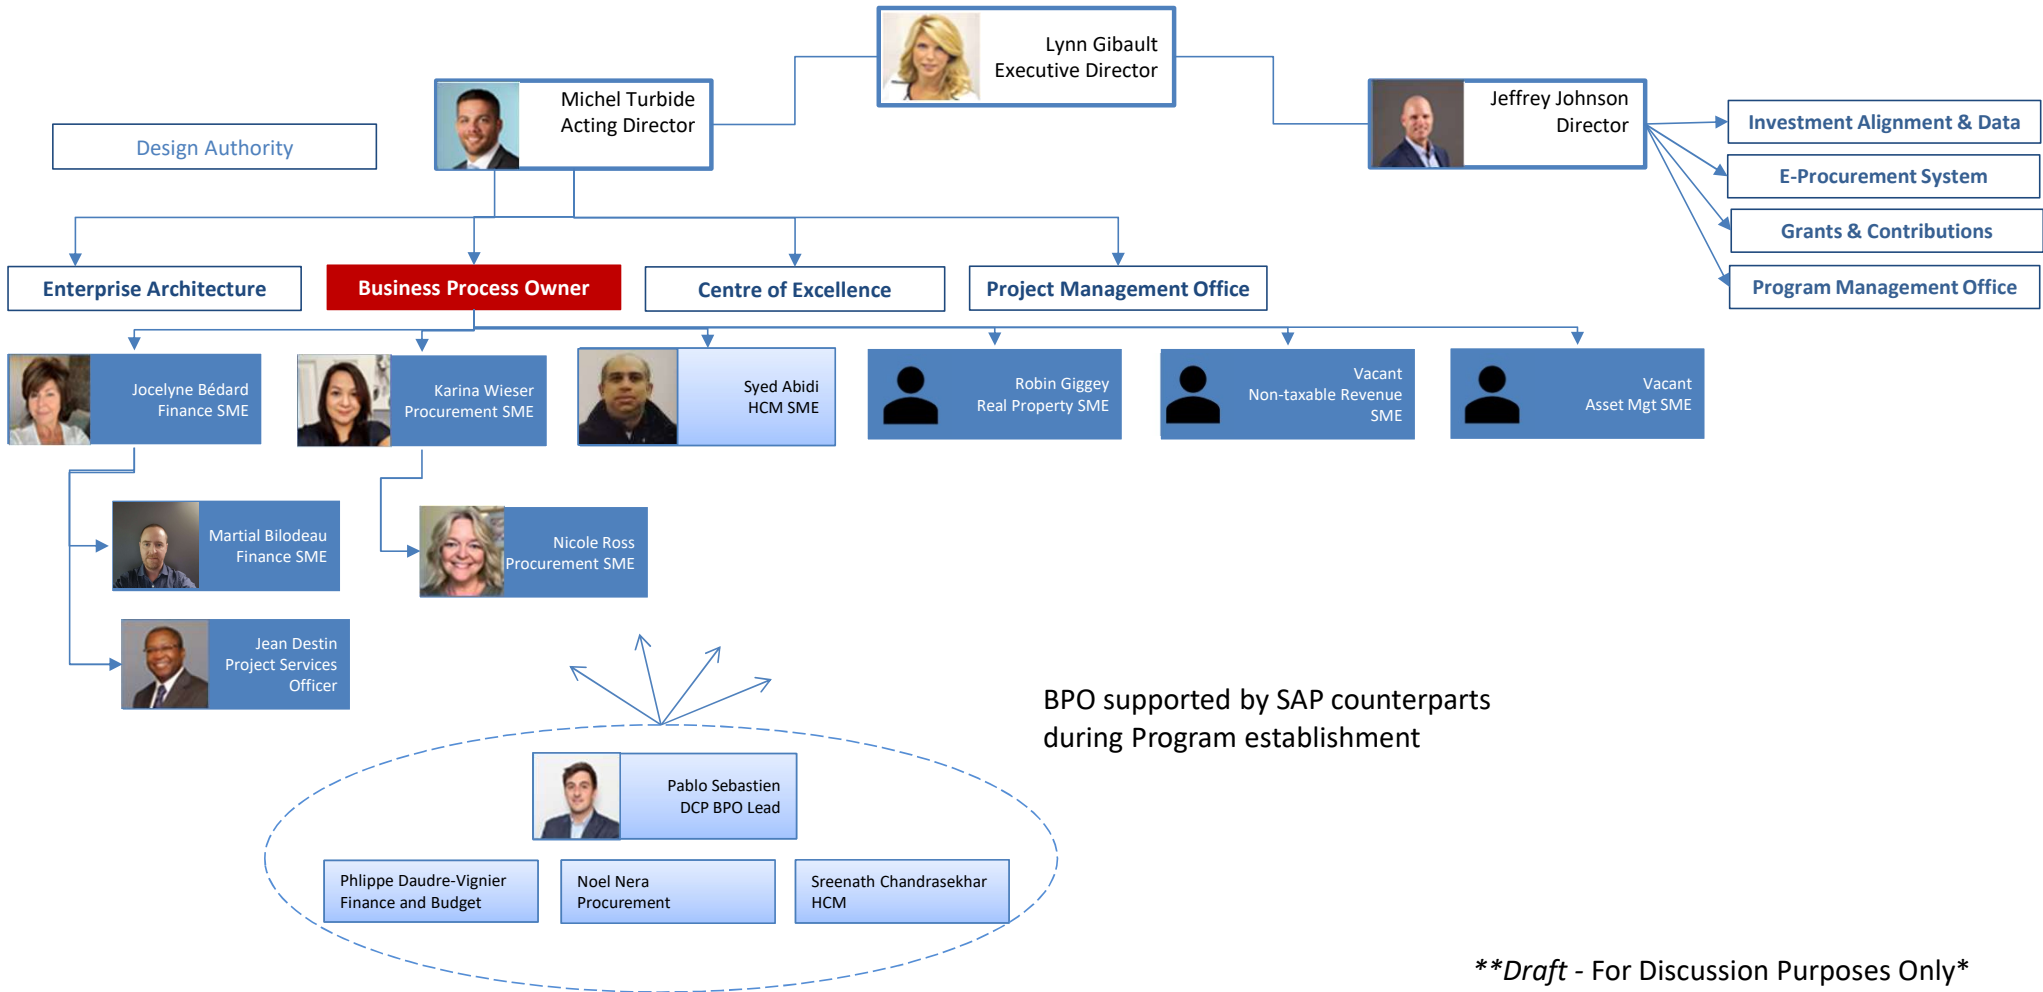 Lynn Gibault
Executive Director
Michel Turbide
Acting Director
Jeffrey Johnson
Director
Design Authority
Investment Alignment & Data
E-Procurement System
Grants & Contributions
Program Management Office
Enterprise Architecture
Business Process Owner
Centre of Excellence
Project Management Office
Jocelyne Bédard
Finance SME
Karina Wieser
Procurement SME
Syed Abidi
HCM SME
Robin Giggey
Real Property SME
Vacant
Non-taxable Revenue
SME
Vacant
Asset Mgt SME
Martial Bilodeau
Finance SME
Nicole Ross
Procurement SME
Jean Destin
Project Services
Officer
BPO supported by SAP counterparts
during Program establishment
Pablo Sebastien
DCP BPO Lead
Phlippe Daudre-Vignier
Finance and Budget
Noel Nera
Procurement
Sreenath Chandrasekhar
HCM
**Draft - For Discussion Purposes Only*